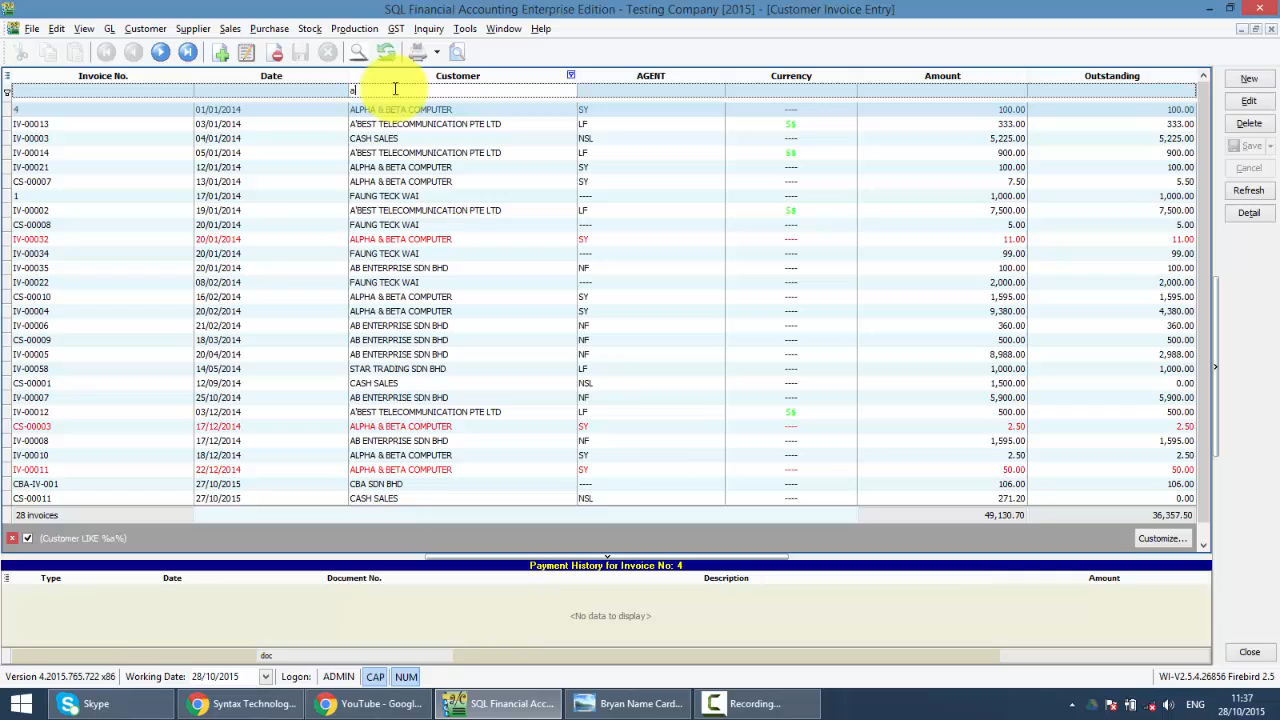 SQL Financial Accounting Enterprise Edition - Testing Company [2015] - [Customer Invoice Entry]
File Edit View GL Customer Supplier Sales Purchase Stock Production GST Inquiry Tools Window Help
Invoice No. Date Customer AGENT Currency Amount Outstanding
a
4 01/01/2014 ALPHA & BETA COMPUTER SY ---- 100.00 100.00
IV-00013 03/01/2014 A'BEST TELECOMMUNICATION PTE LTD LF S$ 333.00 333.00
IV-00003 04/01/2014 CASH SALES NSL ---- 5,225.00 5,225.00
IV-00014 05/01/2014 A'BEST TELECOMMUNICATION PTE LTD LF S$ 900.00 900.00
IV-00021 12/01/2014 ALPHA & BETA COMPUTER SY ---- 100.00 100.00
CS-00007 13/01/2014 ALPHA & BETA COMPUTER SY ---- 7.50 5.50
1 17/01/2014 FAUNG TECK WAI ---- ---- 1,000.00 1,000.00
IV-00002 19/01/2014 A'BEST TELECOMMUNICATION PTE LTD LF S$ 7,500.00 7,500.00
CS-00008 20/01/2014 FAUNG TECK WAI ---- ---- 5.00 5.00
IV-00032 20/01/2014 ALPHA & BETA COMPUTER SY ---- 11.00 11.00
IV-00034 20/01/2014 FAUNG TECK WAI ---- ---- 99.00 99.00
IV-00035 20/01/2014 AB ENTERPRISE SDN BHD NF ---- 100.00 100.00
IV-00022 08/02/2014 FAUNG TECK WAI ---- ---- 2,000.00 2,000.00
CS-00010 16/02/2014 ALPHA & BETA COMPUTER SY ---- 1,595.00 1,595.00
IV-00004 20/02/2014 ALPHA & BETA COMPUTER SY ---- 9,380.00 4,380.00
IV-00006 21/02/2014 AB ENTERPRISE SDN BHD NF ---- 360.00 360.00
CS-00009 18/03/2014 AB ENTERPRISE SDN BHD NF ---- 500.00 500.00
IV-00005 20/04/2014 AB ENTERPRISE SDN BHD NF ---- 8,988.00 2,988.00
IV-00058 14/05/2014 STAR TRADING SDN BHD LF ---- 1,000.00 1,000.00
CS-00001 12/09/2014 CASH SALES NSL ---- 1,500.00 0.00
IV-00007 25/10/2014 AB ENTERPRISE SDN BHD NF ---- 5,900.00 5,900.00
IV-00012 03/12/2014 A'BEST TELECOMMUNICATION PTE LTD LF S$ 500.00 500.00
CS-00003 17/12/2014 ALPHA & BETA COMPUTER SY ---- 2.50 2.50
IV-00008 22/12/2014 AB ENTERPRISE SDN BHD NF ---- 1,595.00 1,595.00
IV-00010 18/12/2014 ALPHA & BETA COMPUTER SY ---- 2.50 2.50
IV-00011 22/12/2014 ALPHA & BETA COMPUTER SY ---- 50.00 50.00
CBA-IV-001 27/10/2015 CBA SDN BHD ---- ---- 106.00 106.00
CS-00011 27/10/2015 CASH SALES NSL ---- 271.20 0.00
28 invoices 49,130.70 36,357.50
(Customer LIKE %a%) Customize...
New
Edit
Delete
Save
Cancel
Refresh
Detail
Payment History for Invoice No: 4
Type Date Document No. Description Amount
<No data to display>
doc
Close
Version 4.2015.765.722 x86 Working Date: 28/10/2015 Logon: ADMIN CAP NUM WI-V2.5.4.26856 Firebird 2.5
Skype Syntax Technolog... YouTube - Googl... SQL Financial Acc... Bryan Name Card... Recording...
11:37
28/10/2015